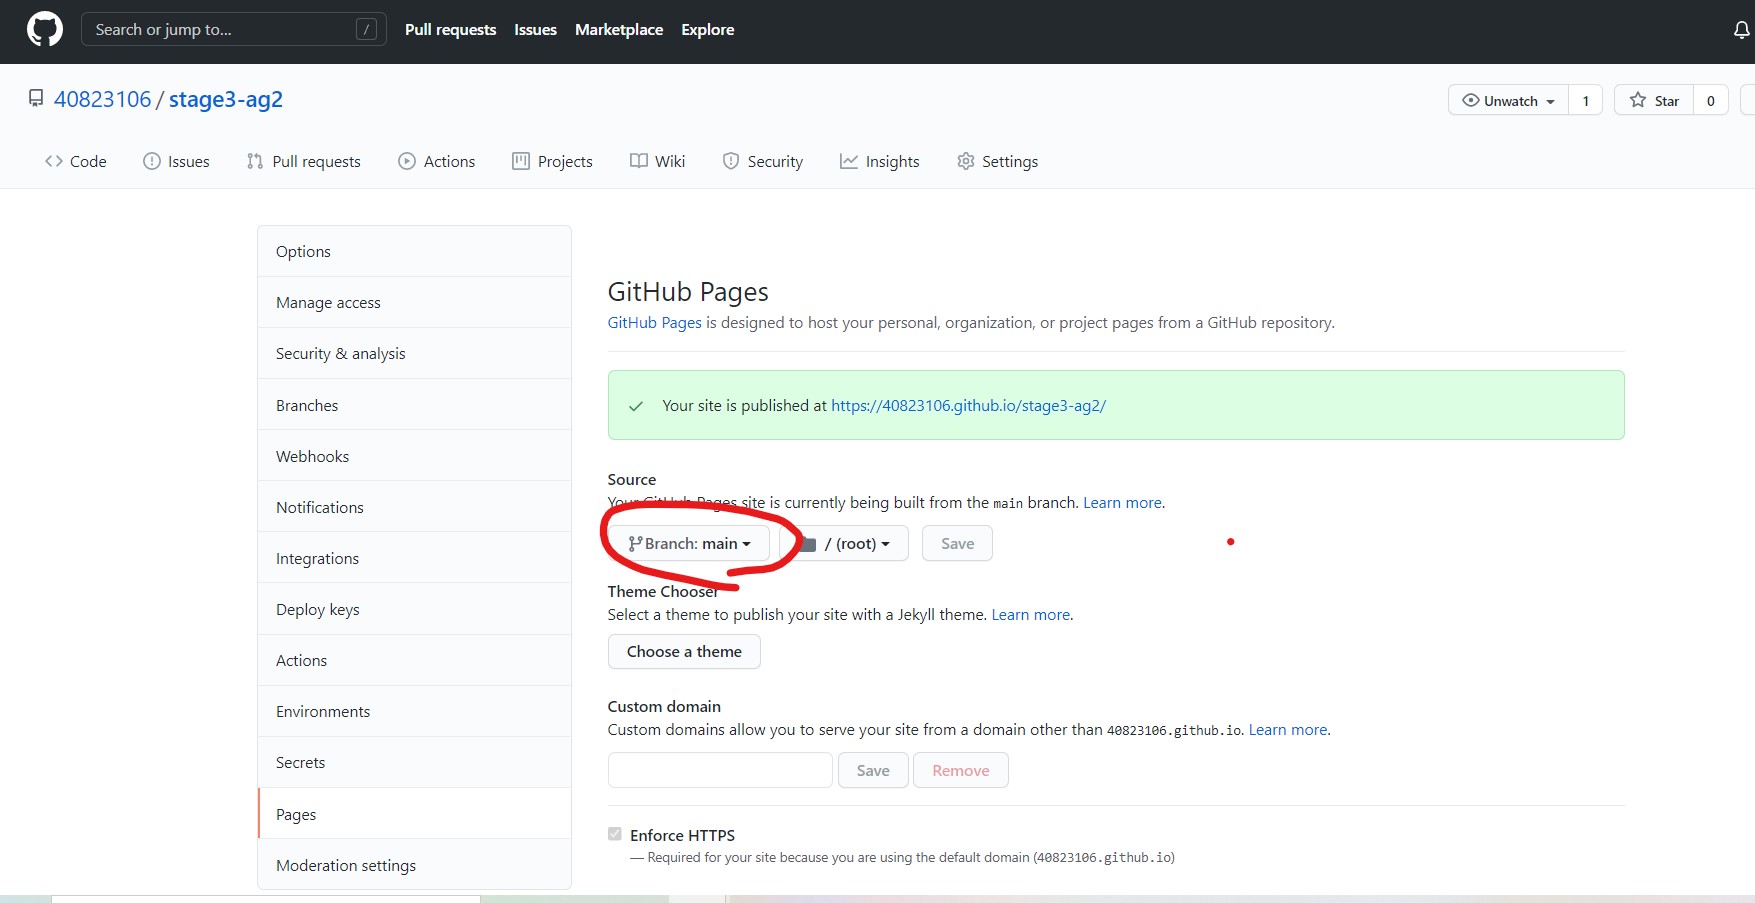 Search or jump to... / Pull requests Issues Marketplace Explore
40823106 / stage3-ag2 Unwatch 1 Star 0
Code Issues Pull requests Actions Projects Wiki Security Insights Settings
Options
Manage access
Security & analysis
Branches
Webhooks
Notifications
Integrations
Deploy keys
Actions
Environments
Secrets
Pages
Moderation settings
GitHub Pages
GitHub Pages is designed to host your personal, organization, or project pages from a GitHub repository.
Your site is published at https://40823106.github.io/stage3-ag2/
Source
Your GitHub Pages site is currently being built from the main branch. Learn more.
Branch: main / (root) Save
Theme Chooser
Select a theme to publish your site with a Jekyll theme. Learn more.
Choose a theme
Custom domain
Custom domains allow you to serve your site from a domain other than 40823106.github.io. Learn more.
Save Remove
Enforce HTTPS
— Required for your site because you are using the default domain (40823106.github.io)